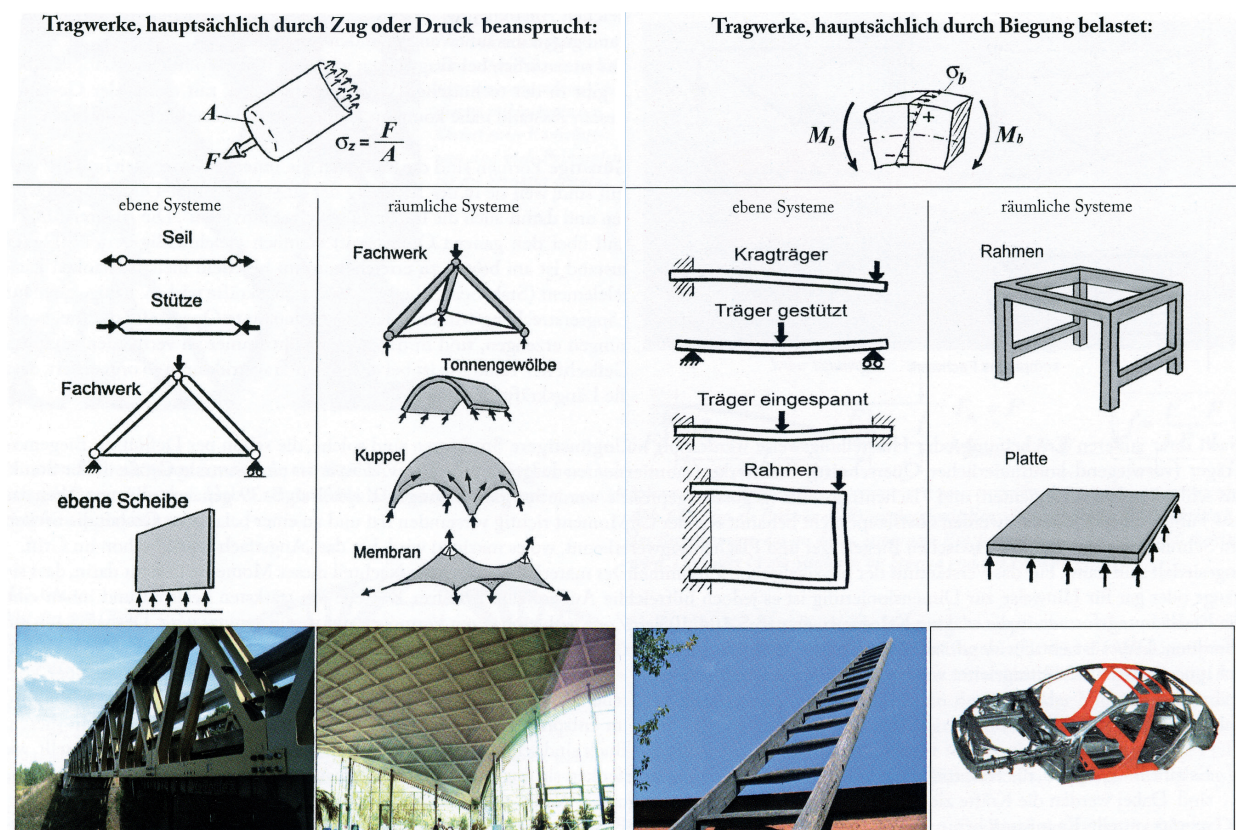 Tragwerke, hauptsächlich durch Zug oder Druck beansprucht:
A
F
σz = F/A
ebene Systeme
räumliche Systeme
Seil
Stütze
Fachwerk
ebene Scheibe
Fachwerk
Tonnengewölbe
Kuppel
Membran
Tragwerke, hauptsächlich durch Biegung belastet:
σb
Mb
+
−
Mb
ebene Systeme
räumliche Systeme
Kragträger
Träger gestützt
Träger eingespannt
Rahmen
Rahmen
Platte